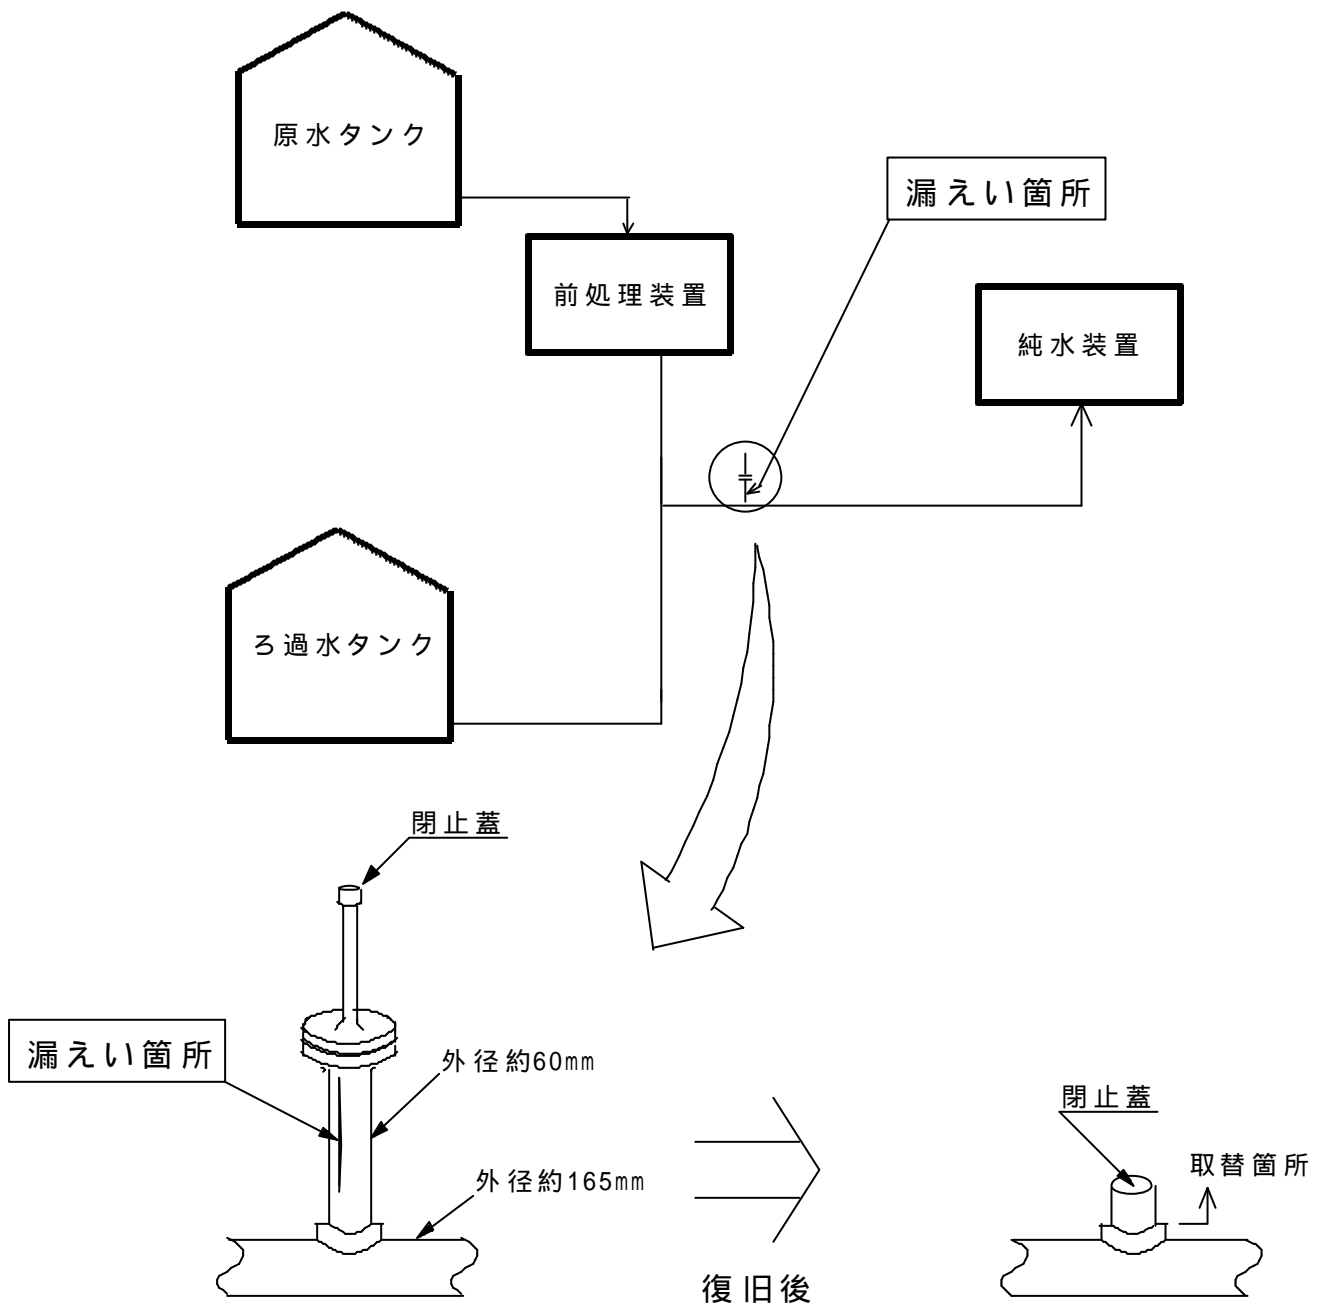 原水タンク
漏えい箇所
前処理装置
純水装置
ろ過水タンク
閉止蓋
漏えい箇所
外径約60mm
外径約165mm
閉止蓋
取替箇所
復旧後